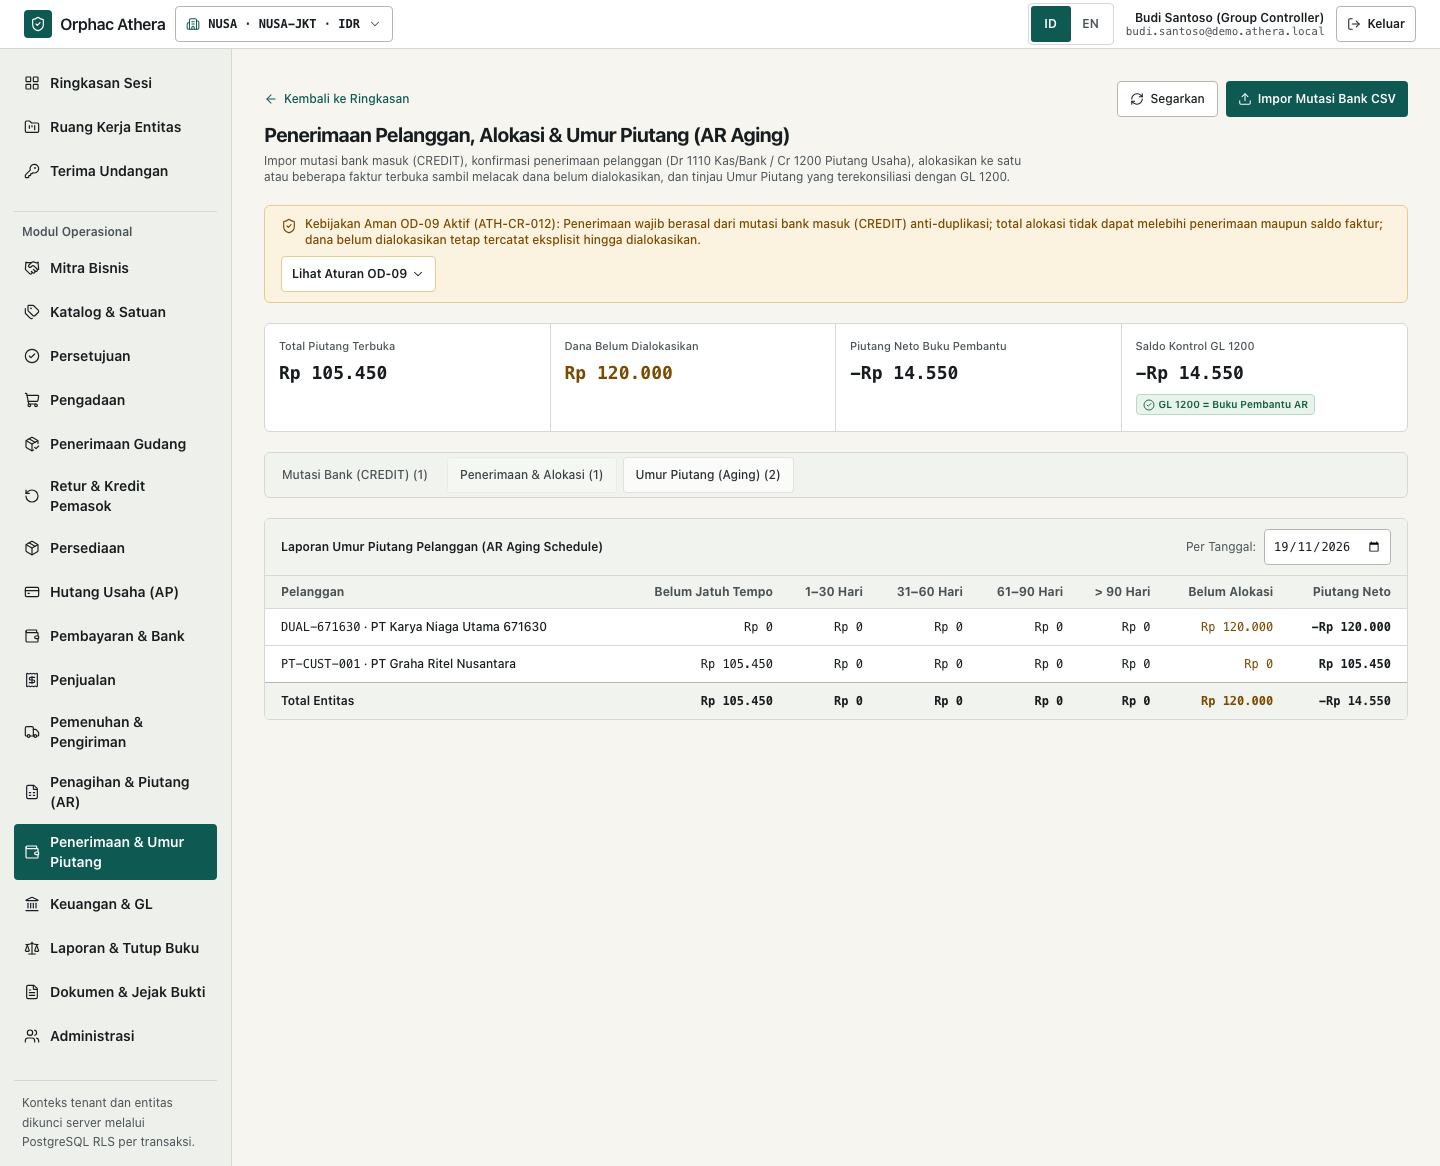 Orphac Athera
NUSA · NUSA–JKT · IDR
ID
EN
Budi Santoso (Group Controller)
budi.santoso@demo.athera.local
Keluar
Ringkasan Sesi
Ruang Kerja Entitas
Terima Undangan
Modul Operasional
Mitra Bisnis
Katalog & Satuan
Persetujuan
Pengadaan
Penerimaan Gudang
Retur & Kredit
Pemasok
Persediaan
Hutang Usaha (AP)
Pembayaran & Bank
Penjualan
Pemenuhan &
Pengiriman
Penagihan & Piutang
(AR)
Penerimaan & Umur
Piutang
Keuangan & GL
Laporan & Tutup Buku
Dokumen & Jejak Bukti
Administrasi
Konteks tenant dan entitas
dikunci server melalui
PostgreSQL RLS per transaksi.
Kembali ke Ringkasan
Segarkan
Impor Mutasi Bank CSV
Penerimaan Pelanggan, Alokasi & Umur Piutang (AR Aging)
Impor mutasi bank masuk (CREDIT), konfirmasi penerimaan pelanggan (Dr 1110 Kas/Bank / Cr 1200 Piutang Usaha), alokasikan ke satu
atau beberapa faktur terbuka sambil melacak dana belum dialokasikan, dan tinjau Umur Piutang yang terekonsiliasi dengan GL 1200.
Kebijakan Aman OD-09 Aktif (ATH-CR-012): Penerimaan wajib berasal dari mutasi bank masuk (CREDIT) anti-duplikasi; total alokasi tidak dapat melebihi penerimaan maupun saldo faktur;
dana belum dialokasikan tetap tercatat eksplisit hingga dialokasikan.
Lihat Aturan OD-09
Total Piutang Terbuka
Rp 105.450
Dana Belum Dialokasikan
Rp 120.000
Piutang Neto Buku Pembantu
−Rp 14.550
Saldo Kontrol GL 1200
−Rp 14.550
GL 1200 = Buku Pembantu AR
Mutasi Bank (CREDIT) (1)
Penerimaan & Alokasi (1)
Umur Piutang (Aging) (2)
Laporan Umur Piutang Pelanggan (AR Aging Schedule)
Per Tanggal:
19/11/2026
Pelanggan Belum Jatuh Tempo 1–30 Hari 31–60 Hari 61–90 Hari > 90 Hari Belum Alokasi Piutang Neto
DUAL–671630 · PT Karya Niaga Utama 671630 Rp 0 Rp 0 Rp 0 Rp 0 Rp 0 Rp 120.000 −Rp 120.000
PT–CUST–001 · PT Graha Ritel Nusantara Rp 105.450 Rp 0 Rp 0 Rp 0 Rp 0 Rp 0 Rp 105.450
Total Entitas Rp 105.450 Rp 0 Rp 0 Rp 0 Rp 0 Rp 120.000 −Rp 14.550